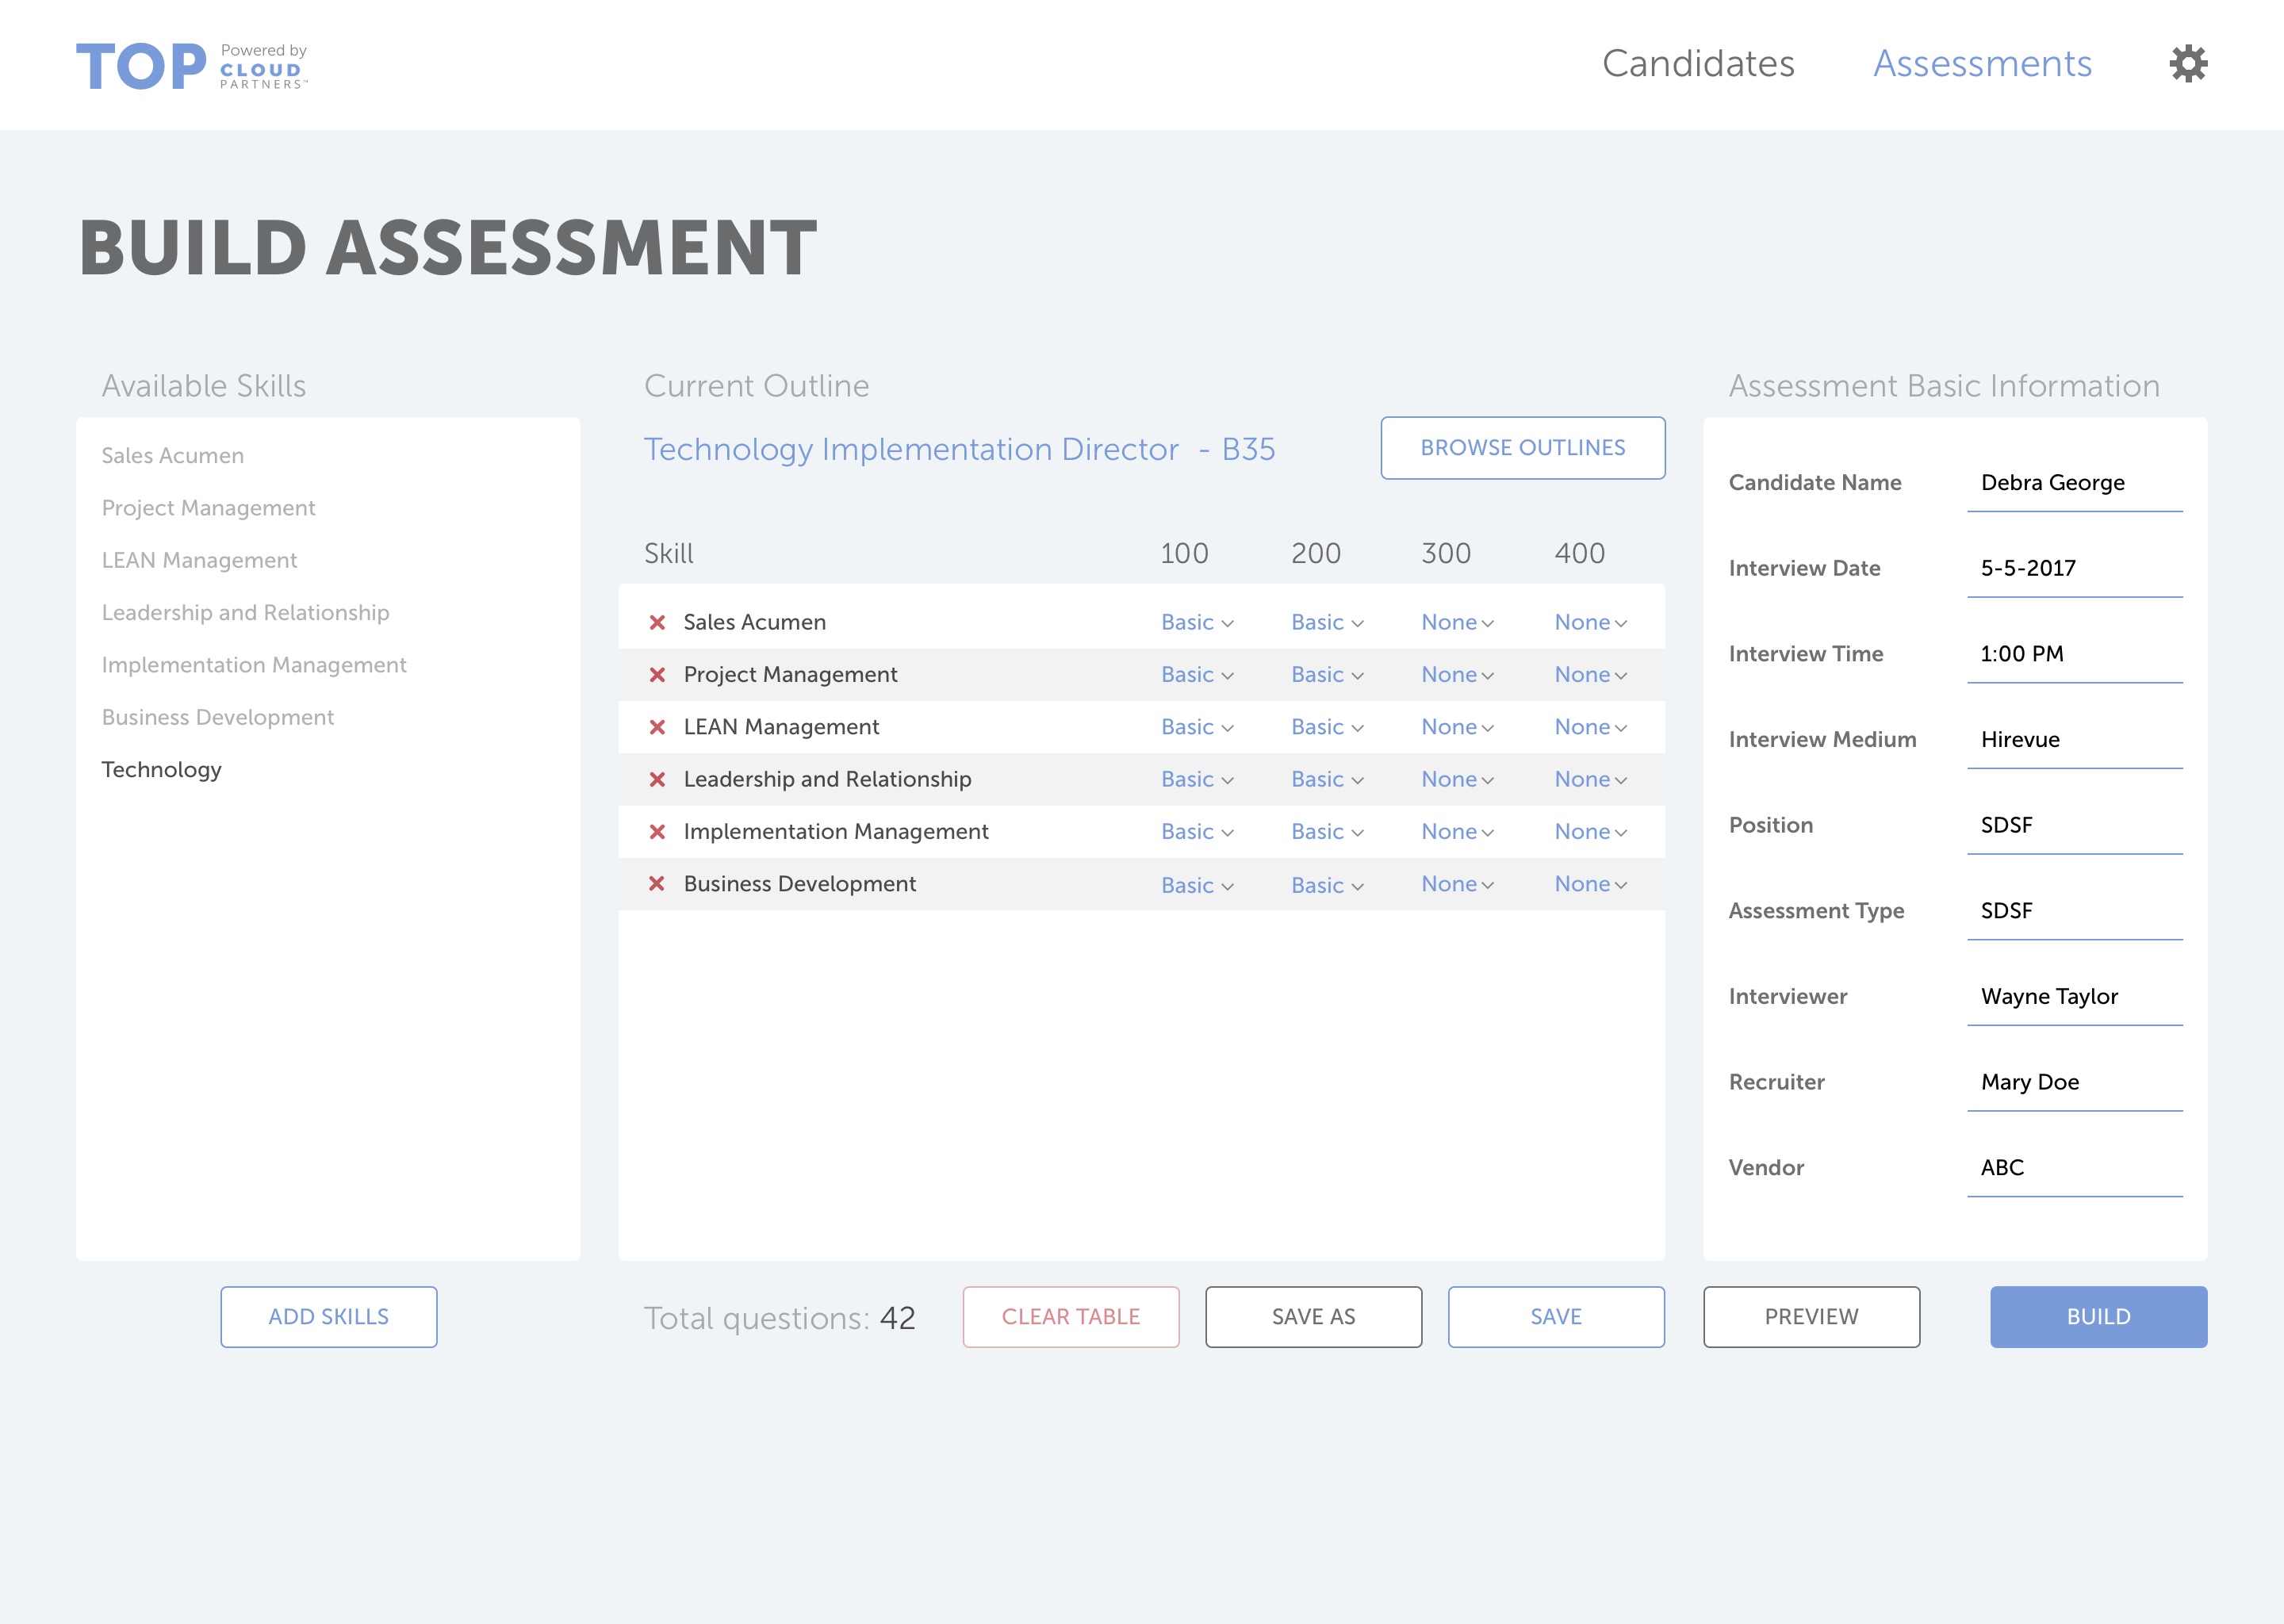 TOP
Powered by
CLOUD
PARTNERS™
Candidates
Assessments
BUILD ASSESSMENT
Available Skills
Sales Acumen
Project Management
LEAN Management
Leadership and Relationship
Implementation Management
Business Development
Technology
ADD SKILLS
Current Outline
Technology Implementation Director - B35
BROWSE OUTLINES
Skill 100 200 300 400
Sales Acumen Basic Basic None None
Project Management Basic Basic None None
LEAN Management Basic Basic None None
Leadership and Relationship Basic Basic None None
Implementation Management Basic Basic None None
Business Development Basic Basic None None
Total questions: 42
CLEAR TABLE
SAVE AS
SAVE
Assessment Basic Information
Candidate Name Debra George
Interview Date 5-5-2017
Interview Time 1:00 PM
Interview Medium Hirevue
Position SDSF
Assessment Type SDSF
Interviewer Wayne Taylor
Recruiter Mary Doe
Vendor ABC
PREVIEW
BUILD